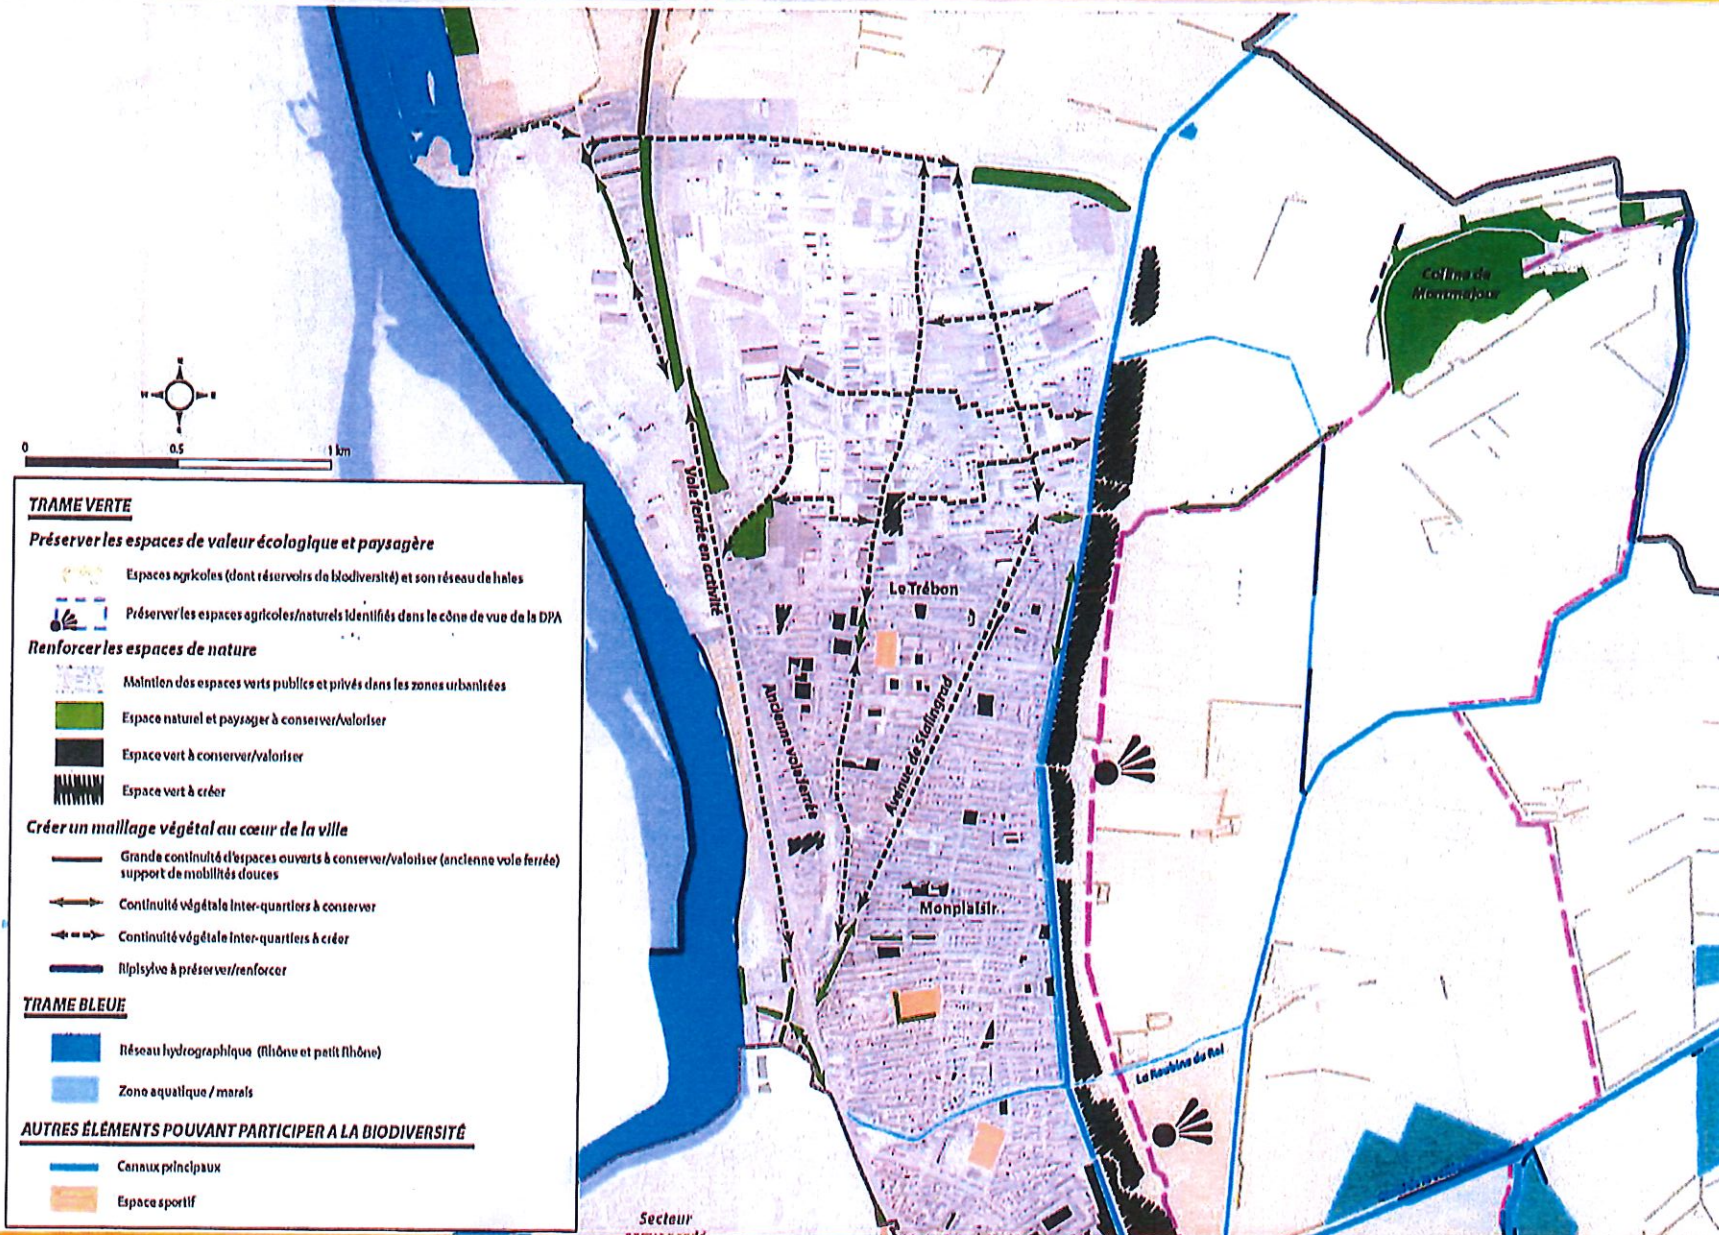 Colline de
Montmajour
N
W
S
0
0.5
1 km
Voie ferrée en activité
Le Trébon
Ancienne voie ferrée
Avenue de Stalingrad
Monplaisir
La Roubine du Roi
Secteur
TRAME VERTE
Préserver les espaces de valeur écologique et paysagère
Espaces agricoles (dont réservoirs de biodiversité) et son réseau de haies
Préserver les espaces agricoles/naturels identifiés dans le cône de vue de la DPA
Renforcer les espaces de nature
Maintien des espaces verts publics et privés dans les zones urbanisées
Espace naturel et paysager à conserver/valoriser
Espace vert à conserver/valoriser
Espace vert à créer
Créer un maillage végétal au cœur de la ville
Grande continuité d'espaces ouverts à conserver/valoriser (ancienne voie ferrée)
support de mobilités douces
Continuité végétale inter-quartiers à conserver
Continuité végétale inter-quartiers à créer
Ripisylve à préserver/renforcer
TRAME BLEUE
Réseau hydrographique (Rhône et petit Rhône)
Zone aquatique / marais
AUTRES ÉLÉMENTS POUVANT PARTICIPER A LA BIODIVERSITÉ
Canaux principaux
Espace sportif